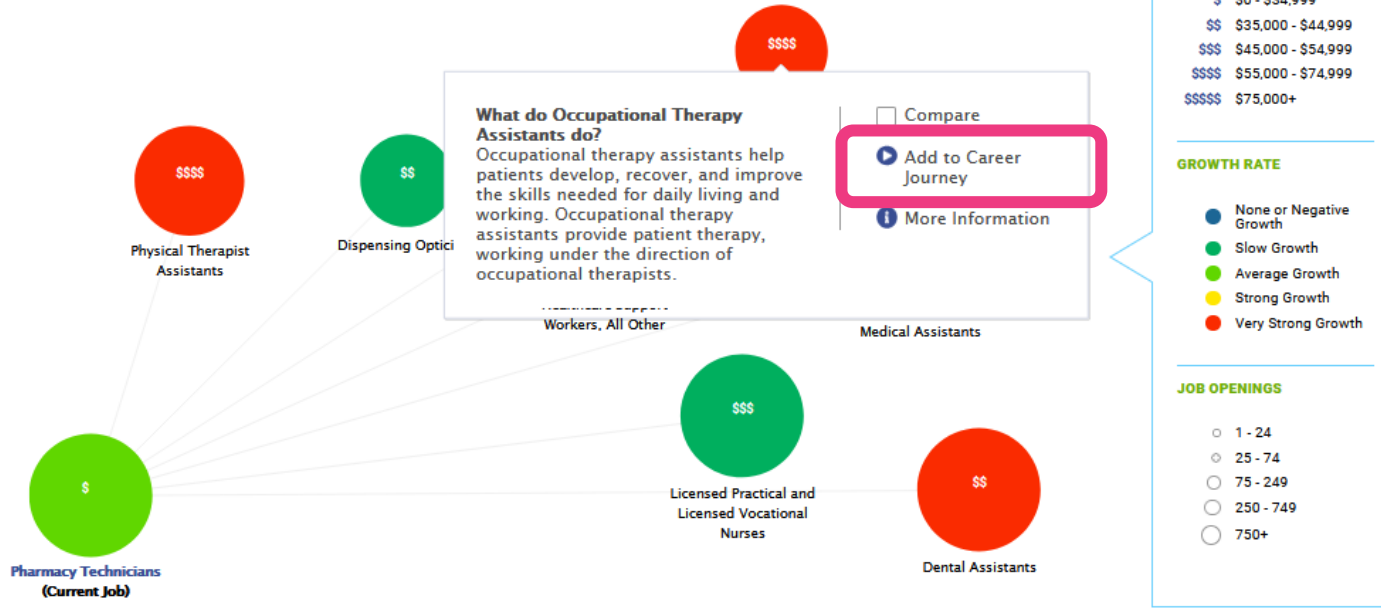 $$$$
What do Occupational Therapy
Assistants do?
Occupational therapy assistants help
patients develop, recover, and improve
the skills needed for daily living and
working. Occupational therapy
assistants provide patient therapy,
working under the direction of
occupational therapists.
Compare
Add to Career
Journey
More Information
$$$$
Physical Therapist
Assistants
$$
Dispensing Optici
Workers, All Other
Medical Assistants
$$$
Licensed Practical and
Licensed Vocational
Nurses
$$
Dental Assistants
$
Pharmacy Technicians
(Current Job)
$ $0 - $34,999
$$ $35,000 - $44,999
$$$ $45,000 - $54,999
$$$$ $55,000 - $74,999
$$$$$ $75,000+
GROWTH RATE
None or Negative
Growth
Slow Growth
Average Growth
Strong Growth
Very Strong Growth
JOB OPENINGS
1 - 24
25 - 74
75 - 249
250 - 749
750+